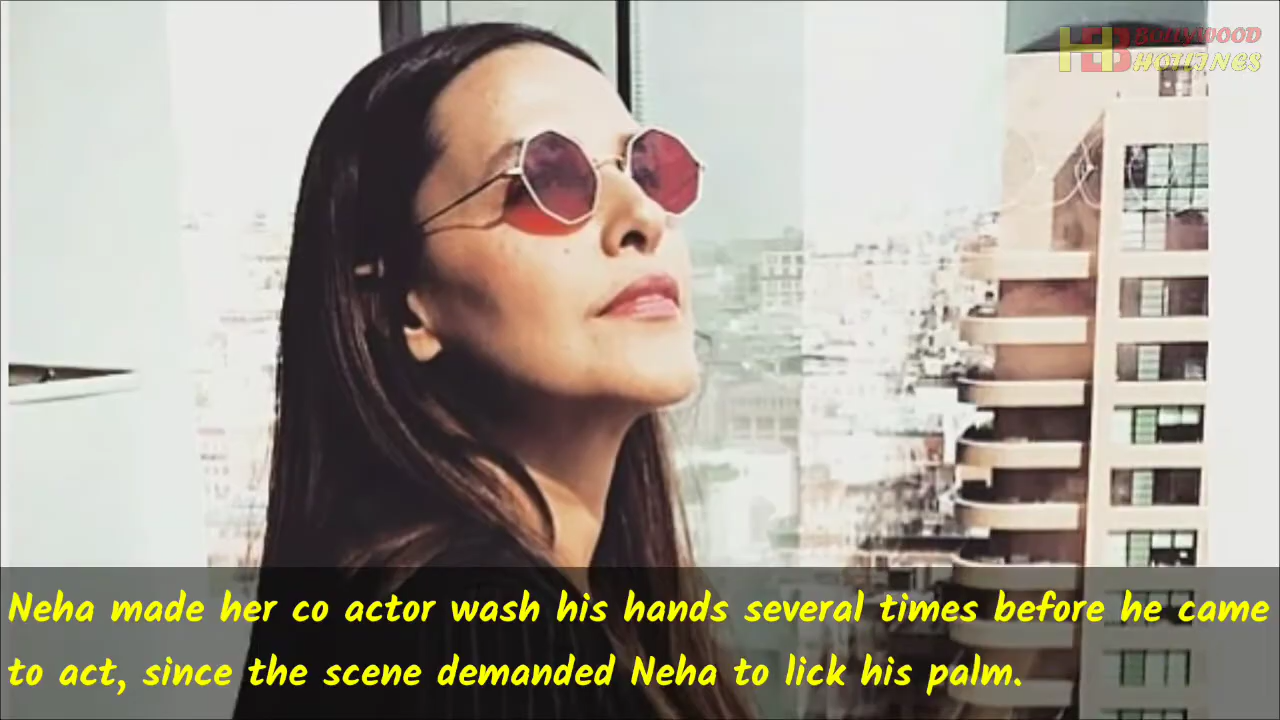 BOLLYWOOD
HOTLINES
Neha made her co actor wash his hands several times before he came
to act, since the scene demanded Neha to lick his palm.